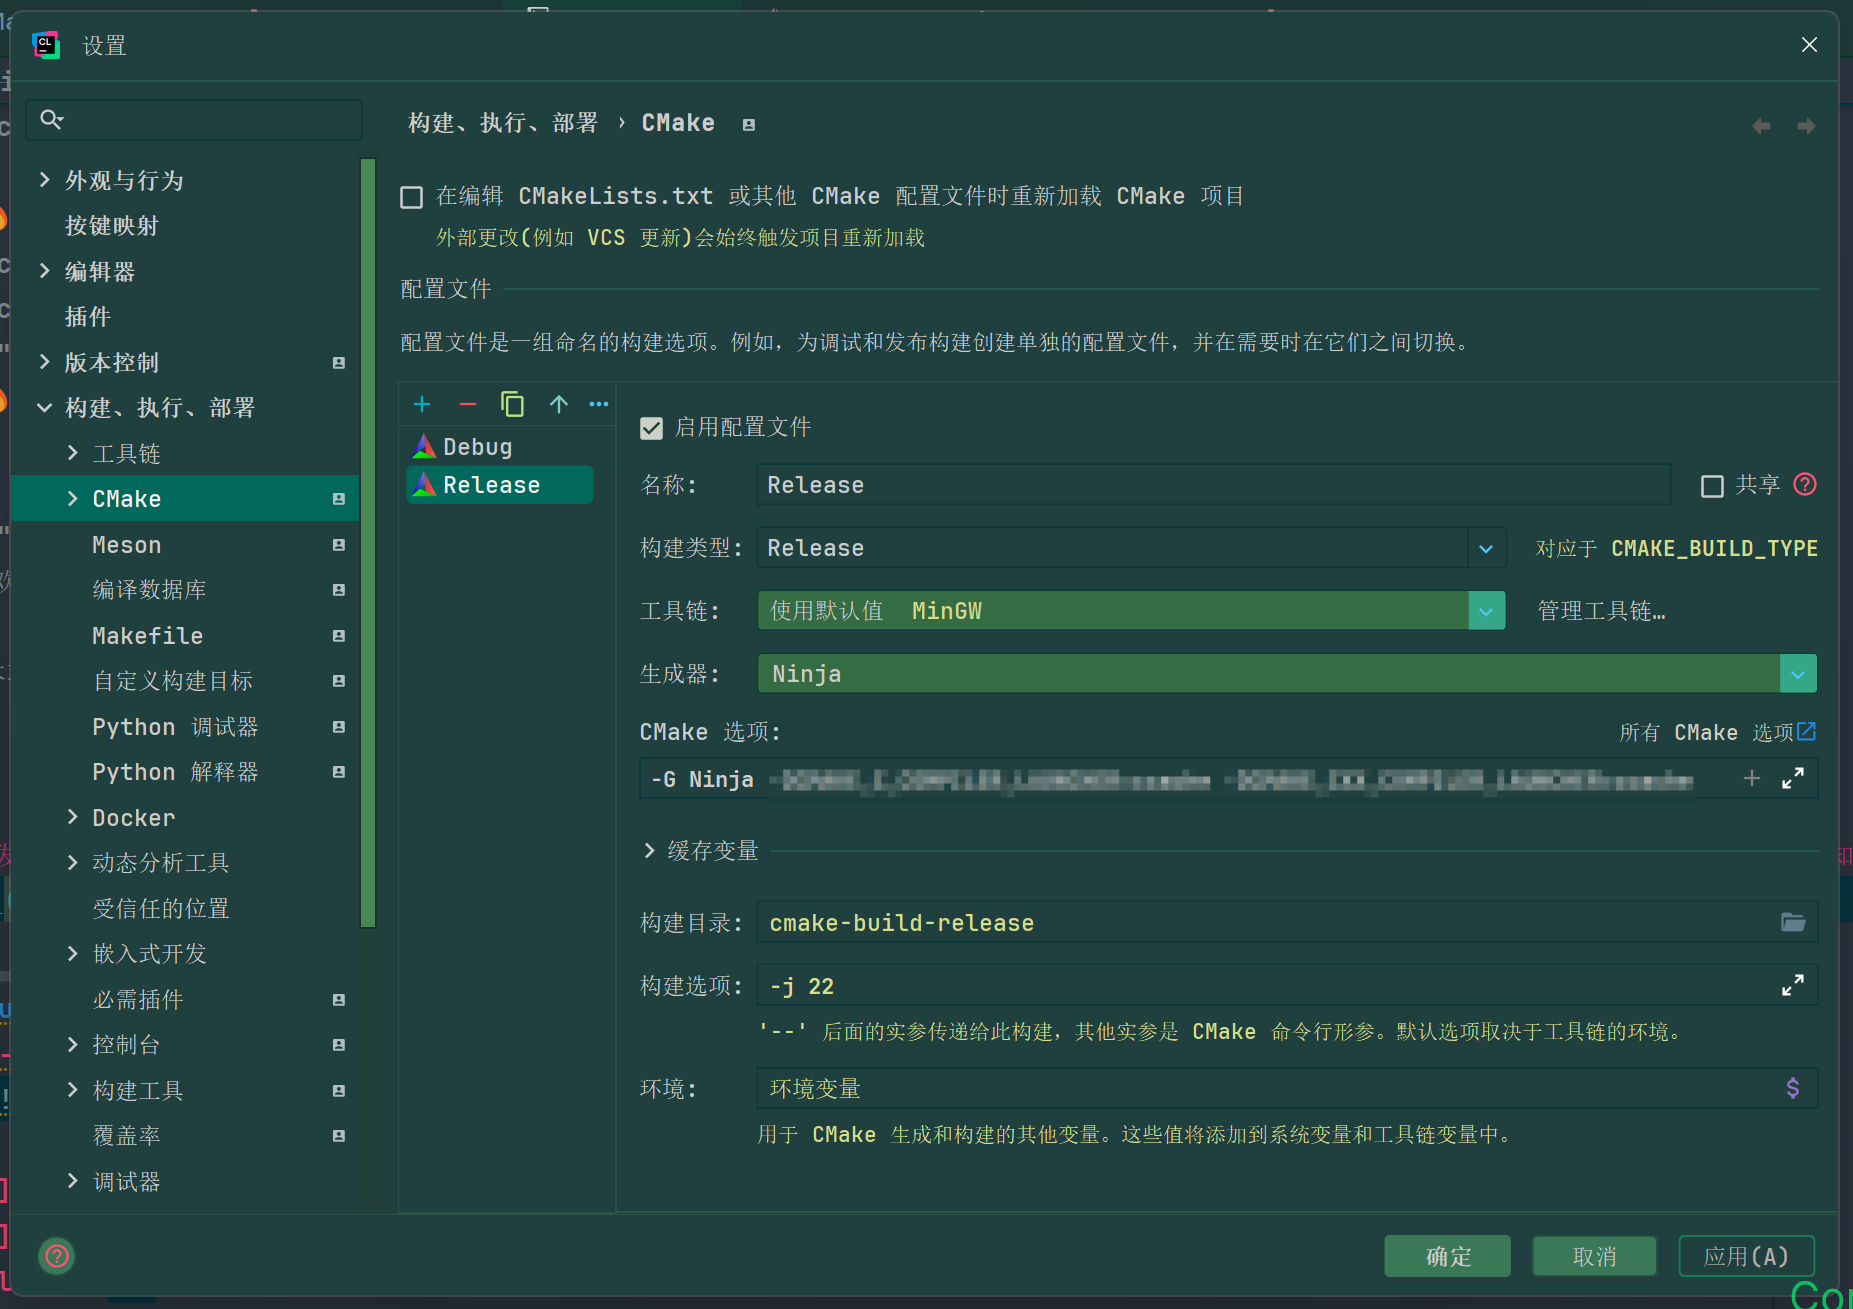 设置
构建、执行、部署 › CMake
外观与行为
按键映射
编辑器
插件
版本控制
构建、执行、部署
工具链
CMake
Meson
编译数据库
Makefile
自定义构建目标
Python 调试器
Python 解释器
Docker
动态分析工具
受信任的位置
嵌入式开发
必需插件
控制台
构建工具
覆盖率
调试器
在编辑 CMakeLists.txt 或其他 CMake 配置文件时重新加载 CMake 项目
外部更改(例如 VCS 更新)会始终触发项目重新加载
配置文件
配置文件是一组命名的构建选项。例如，为调试和发布构建创建单独的配置文件，并在需要时在它们之间切换。
Debug
Release
启用配置文件
名称: Release 共享
构建类型: Release 对应于 CMAKE_BUILD_TYPE
工具链: 使用默认值 MinGW 管理工具链…
生成器: Ninja
CMake 选项: 所有 CMake 选项
-G Ninja
缓存变量
构建目录: cmake-build-release
构建选项: -j 22
'--' 后面的实参传递给此构建，其他实参是 CMake 命令行形参。默认选项取决于工具链的环境。
环境: 环境变量 $
用于 CMake 生成和构建的其他变量。这些值将添加到系统变量和工具链变量中。
确定 取消 应用(A)